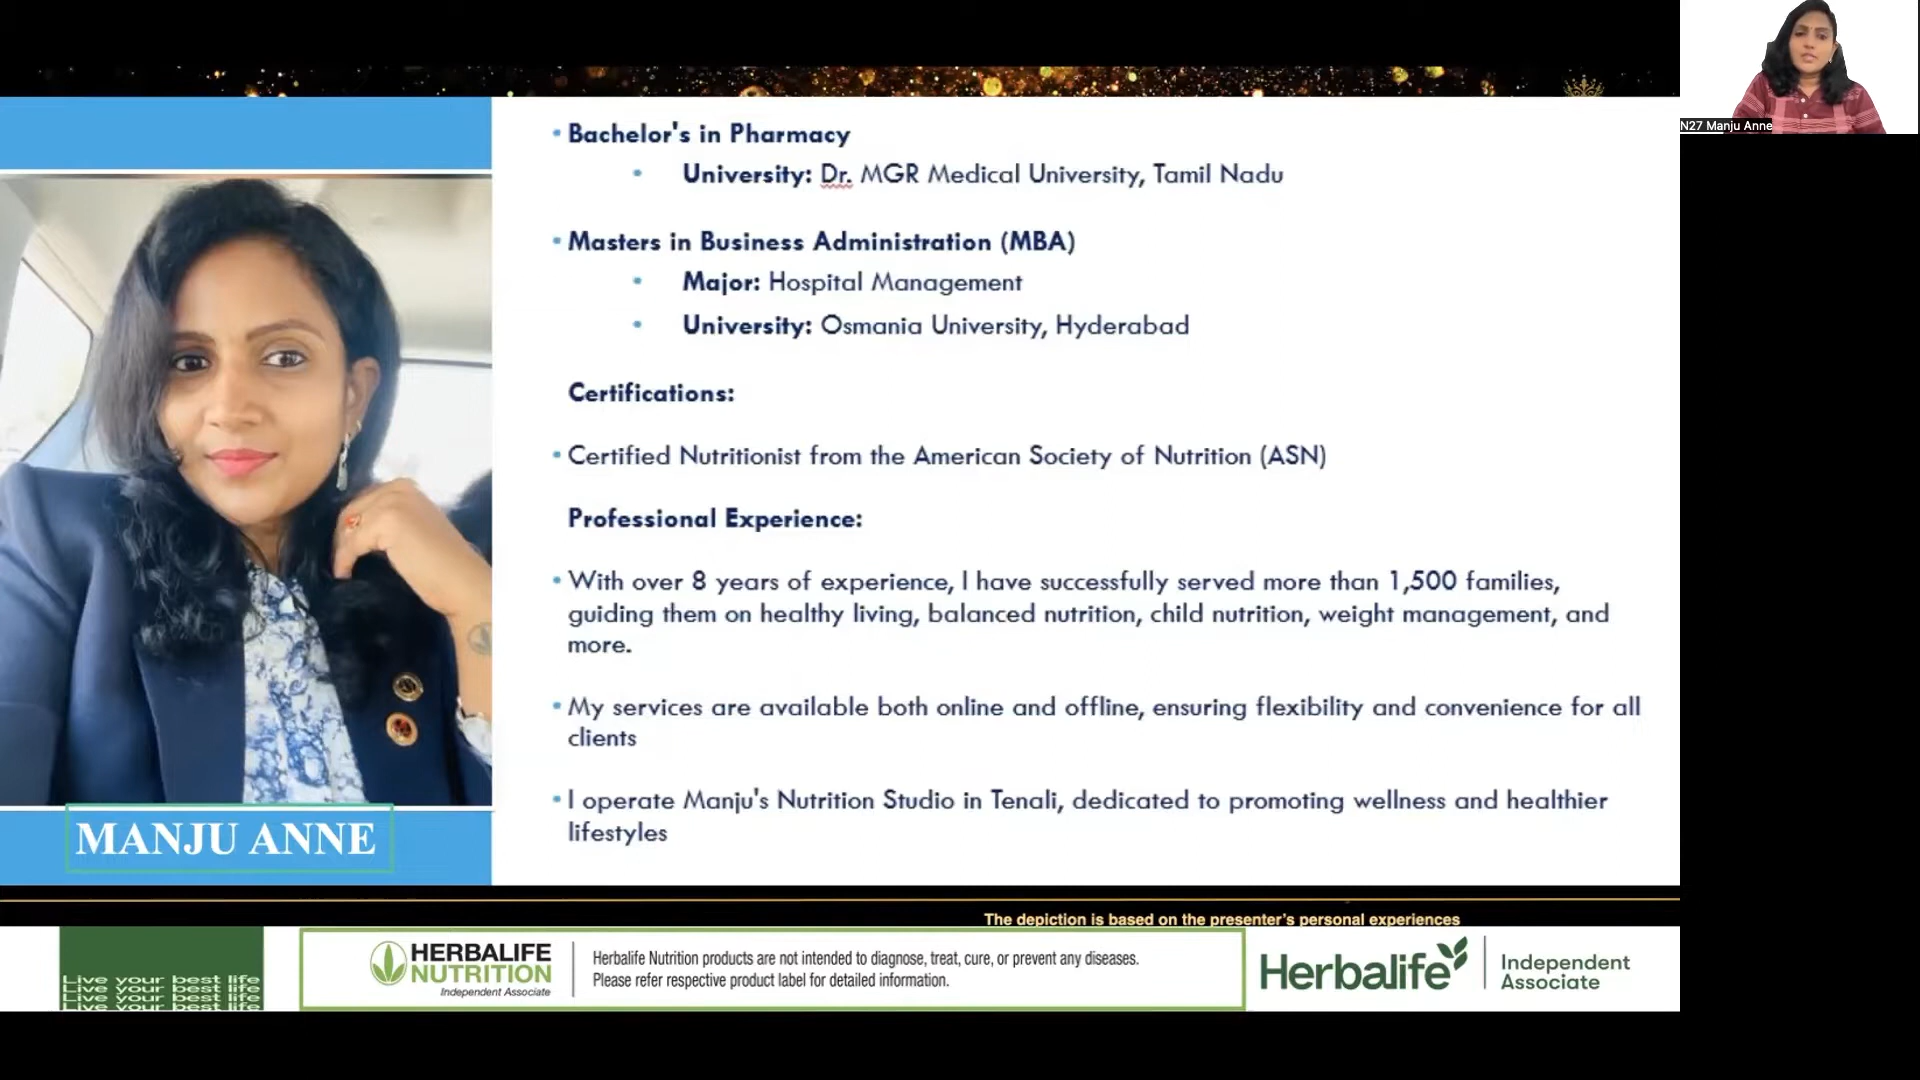 N27 Manju Anne
• Bachelor's in Pharmacy
• University: Dr. MGR Medical University, Tamil Nadu
• Masters in Business Administration (MBA)
• Major: Hospital Management
• University: Osmania University, Hyderabad
Certifications:
• Certified Nutritionist from the American Society of Nutrition (ASN)
Professional Experience:
• With over 8 years of experience, I have successfully served more than 1,500 families,
guiding them on healthy living, balanced nutrition, child nutrition, weight management, and
more.
• My services are available both online and offline, ensuring flexibility and convenience for all
clients
• I operate Manju's Nutrition Studio in Tenali, dedicated to promoting wellness and healthier
lifestyles
MANJU ANNE
The depiction is based on the presenter's personal experiences
Live your best life
Live your best life
Live your best life
Live your best life
HERBALIFE
NUTRITION
Independent Associate
Herbalife Nutrition products are not intended to diagnose, treat, cure, or prevent any diseases.
Please refer respective product label for detailed information.
Herbalife
Independent
Associate